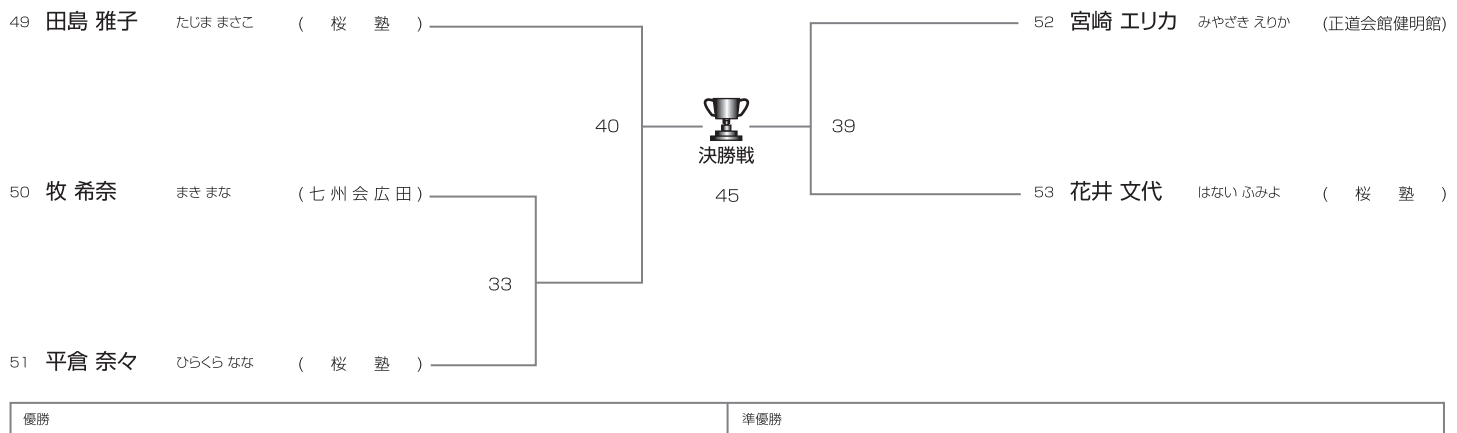 49 田島 雅子 たじま まさこ ( 桜 塾 )
50 牧 希奈 まき まな ( 七 州 会 広 田 )
51 平倉 奈々 ひらくら なな ( 桜 塾 )
33
40
決勝戦
45
39
52 宮崎 エリカ みやざき えりか (正道会館健明館)
53 花井 文代 はない ふみよ ( 桜 塾 )
優勝
準優勝